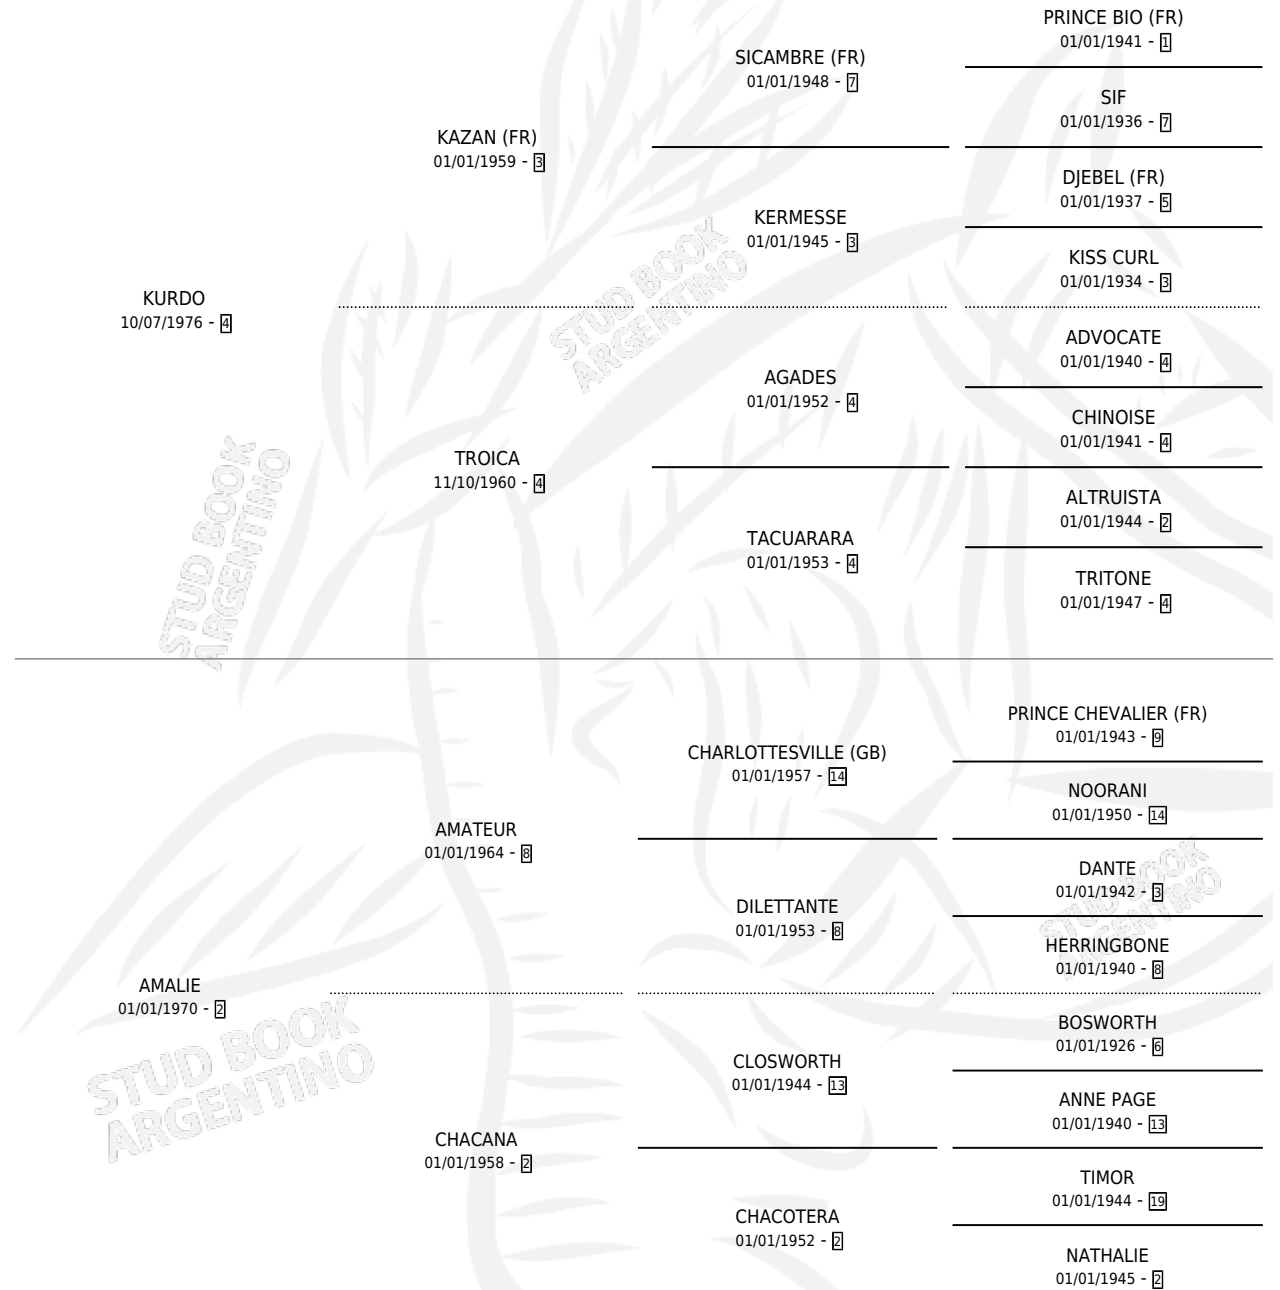 PRINCE BIO (FR)
01/01/1941 - 1
SICAMBRE (FR)
01/01/1948 - 7
SIF
01/01/1936 - 7
KAZAN (FR)
01/01/1959 - 3
DJEBEL (FR)
01/01/1937 - 5
KERMESSE
01/01/1945 - 3
KISS CURL
01/01/1934 - 3
KURDO
10/07/1976 - 4
ADVOCATE
01/01/1940 - 4
AGADES
01/01/1952 - 4
CHINOISE
01/01/1941 - 4
TROICA
11/10/1960 - 4
ALTRUISTA
01/01/1944 - 2
TACUARARA
01/01/1953 - 4
TRITONE
01/01/1947 - 4
PRINCE CHEVALIER (FR)
01/01/1943 - 9
CHARLOTTESVILLE (GB)
01/01/1957 - 14
NOORANI
01/01/1950 - 14
AMATEUR
01/01/1964 - 8
DANTE
01/01/1942 - 3
DILETTANTE
01/01/1953 - 8
HERRINGBONE
01/01/1940 - 8
AMALIE
01/01/1970 - 2
BOSWORTH
01/01/1926 - 6
CLOSWORTH
01/01/1944 - 13
ANNE PAGE
01/01/1940 - 13
CHACANA
01/01/1958 - 2
TIMOR
01/01/1944 - 19
CHACOTERA
01/01/1952 - 2
NATHALIE
01/01/1945 - 2
STUD BOOK
ARGENTINO
STUD BOOK
ARGENTINO
STUD BOOK
ARGENTINO
STUD BOOK
ARGENTINO